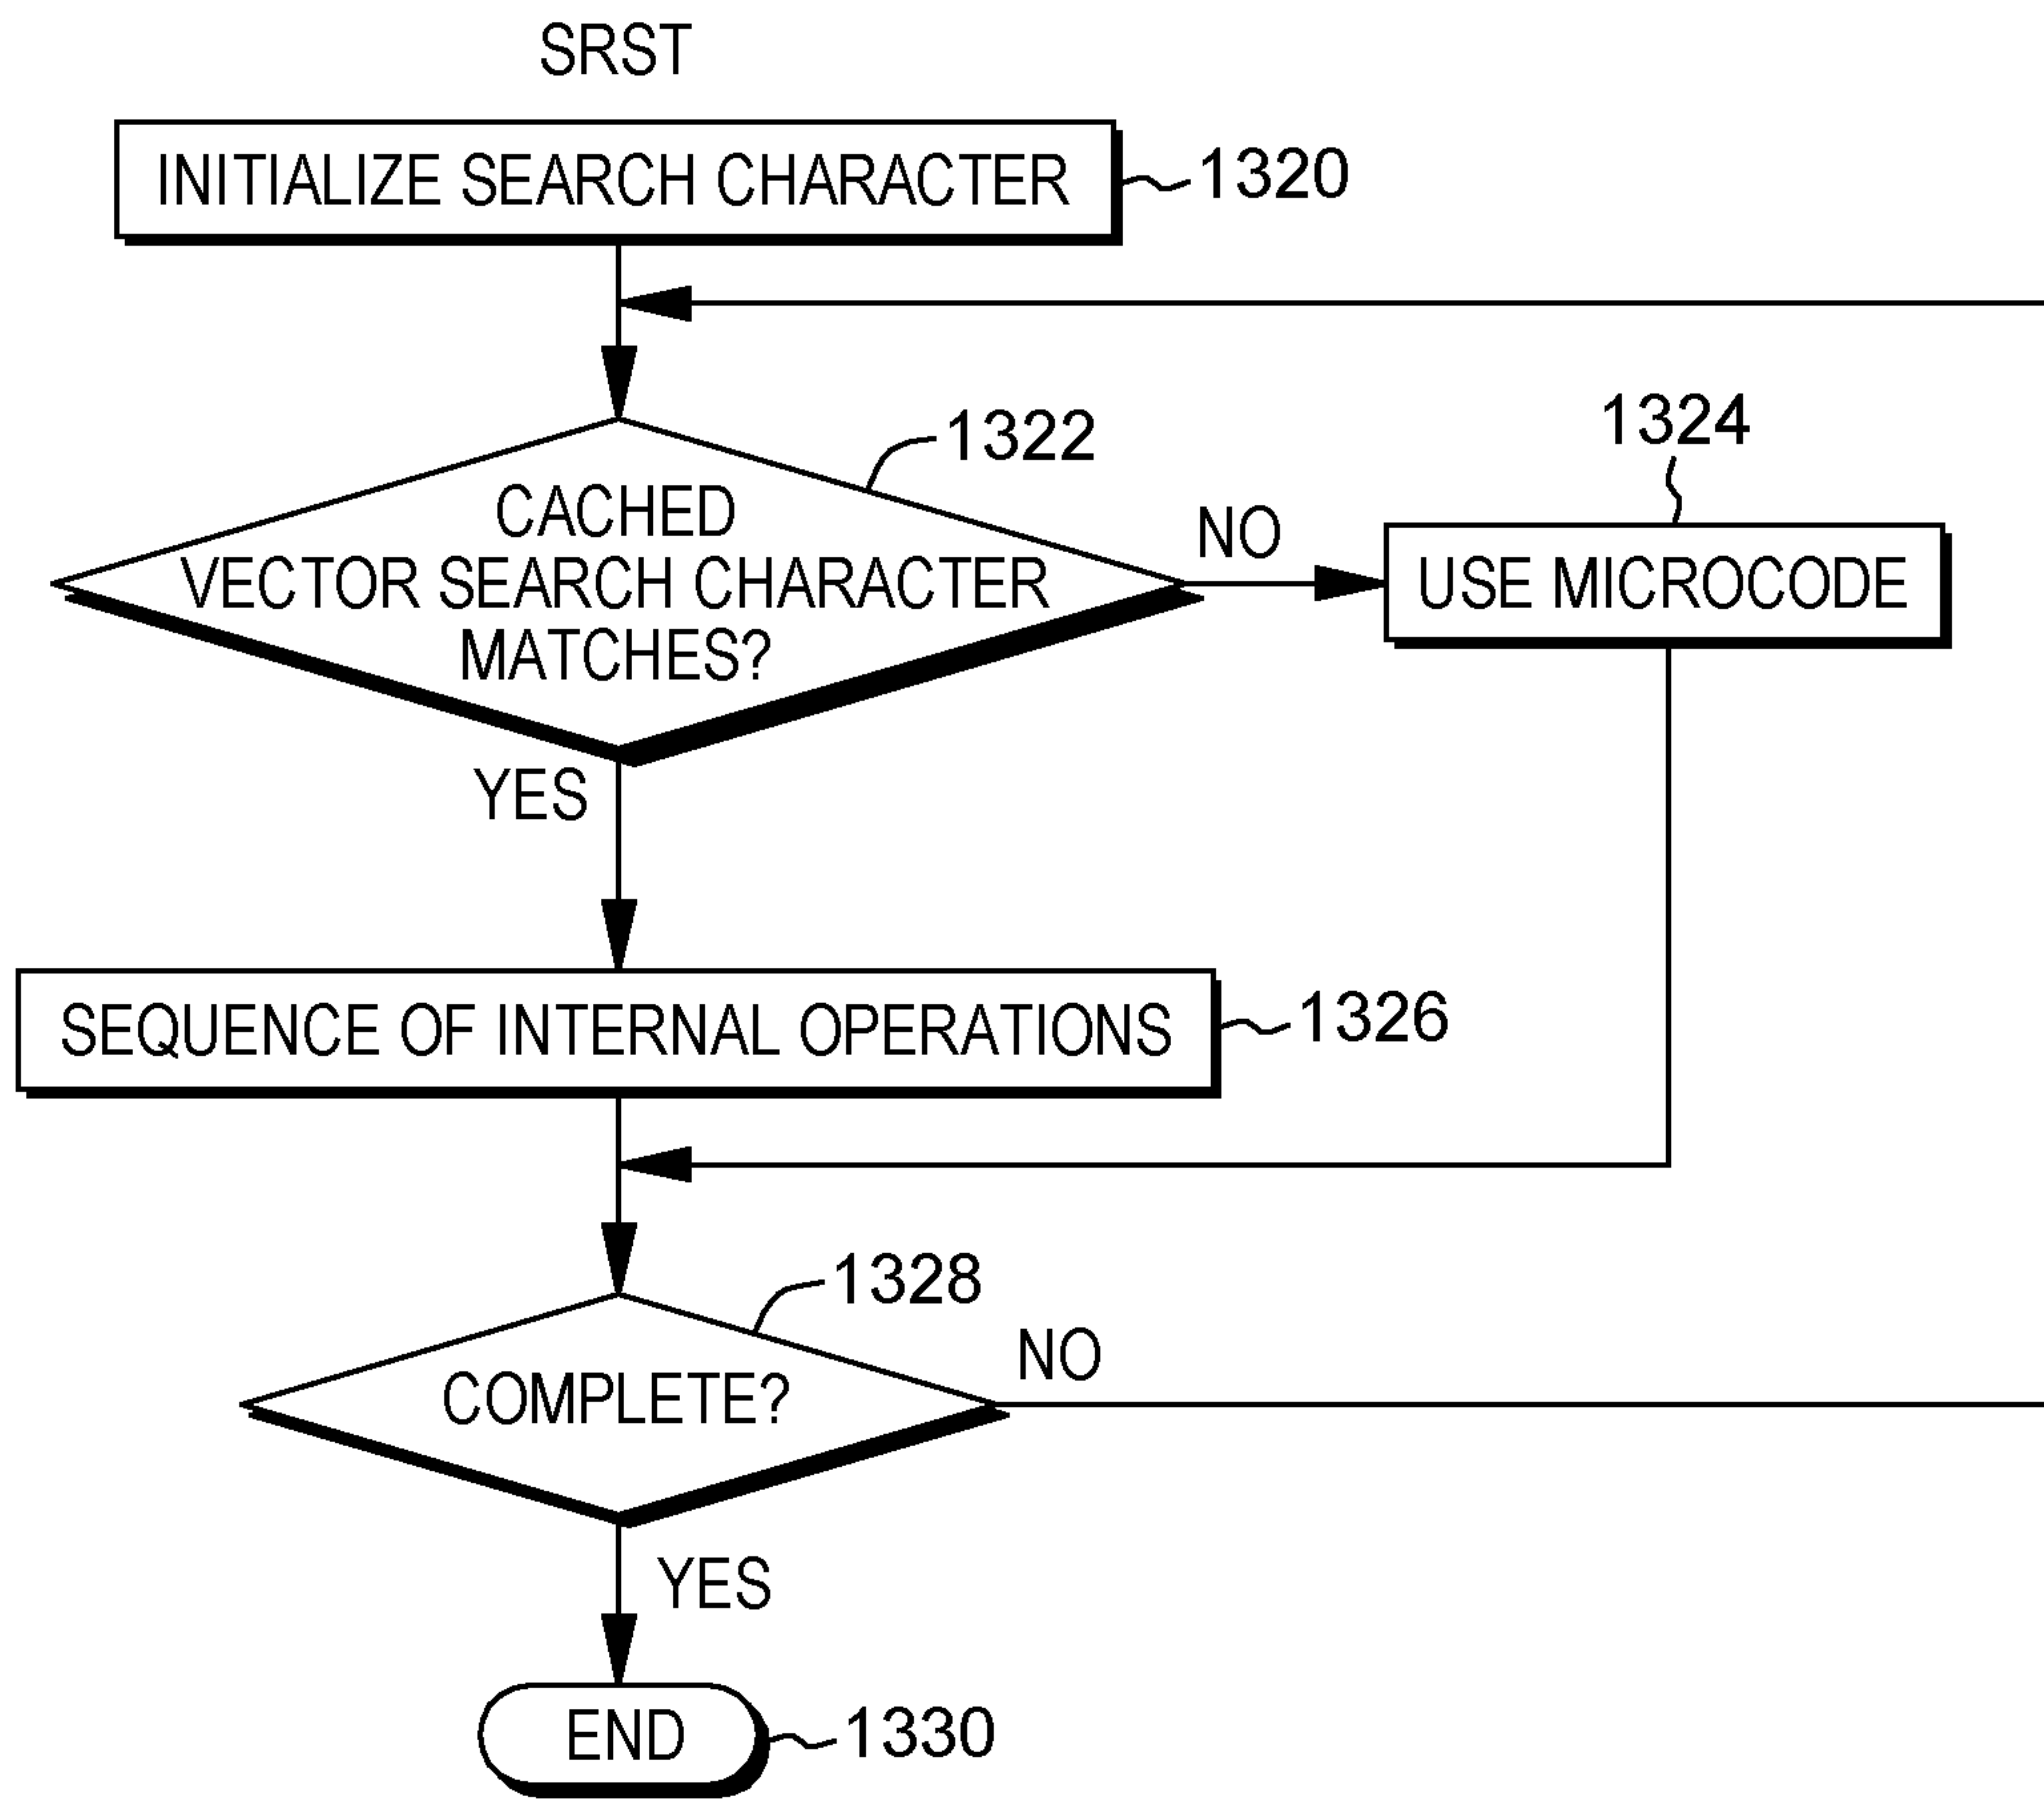 SRST
INITIALIZE SEARCH CHARACTER
1320
1322
1324
CACHED
VECTOR SEARCH CHARACTER
MATCHES?
NO
USE MICROCODE
YES
SEQUENCE OF INTERNAL OPERATIONS
1326
1328
COMPLETE?
NO
YES
END
1330